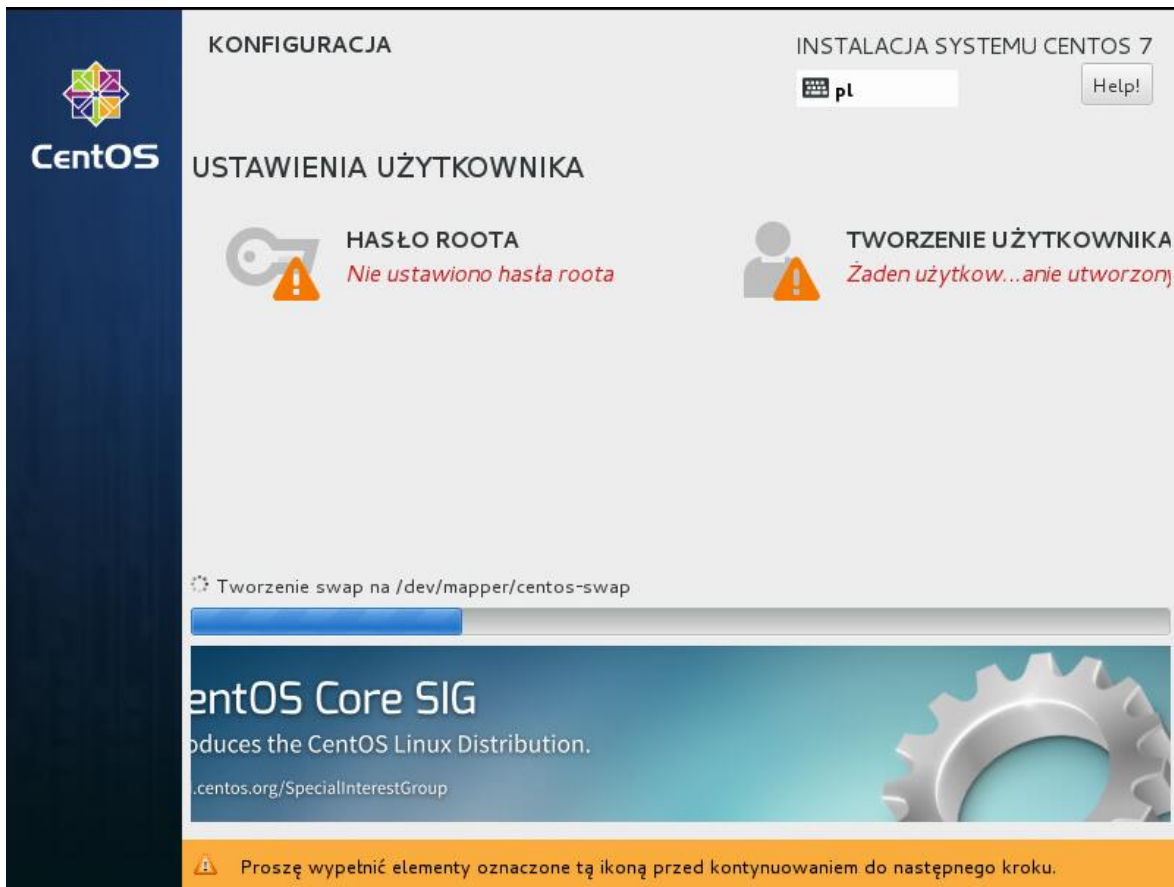 KONFIGURACJA
INSTALACJA SYSTEMU CENTOS 7
pl
Help!
CentOS
USTAWIENIA UŻYTKOWNIKA
HASŁO ROOTA
Nie ustawiono hasła roota
TWORZENIE UŻYTKOWNIKA
Żaden użytkow...anie utworzony
Tworzenie swap na /dev/mapper/centos-swap
entOS Core SIG
oduces the CentOS Linux Distribution.
.centos.org/SpecialInterestGroup
Proszę wypełnić elementy oznaczone tą ikoną przed kontynuowaniem do następnego kroku.